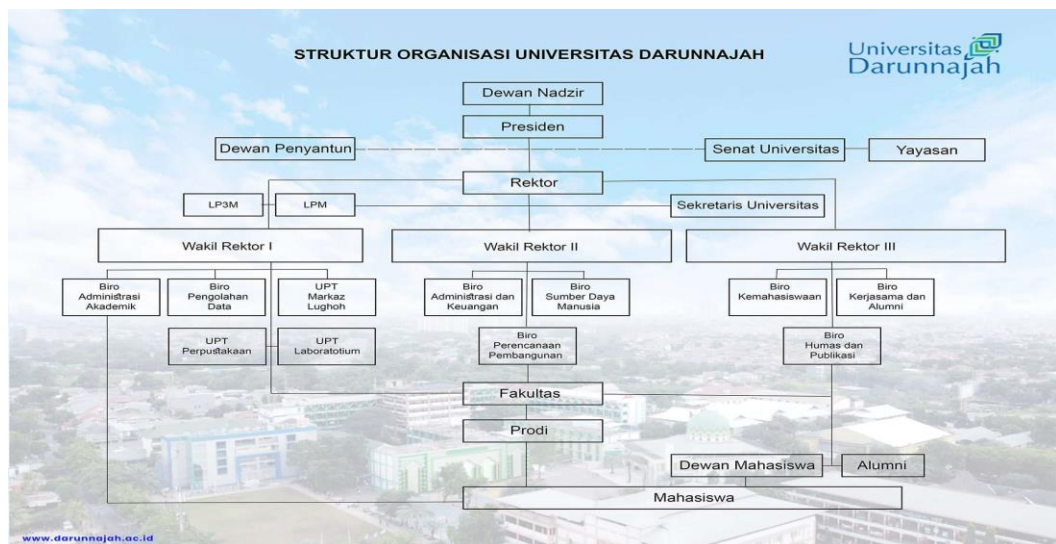 STRUKTUR ORGANISASI UNIVERSITAS DARUNNAJAH
Universitas
Darunnajah
Dewan Nadzir
Presiden
Dewan Penyantun
Senat Universitas
Yayasan
Rektor
LP3M
LPM
Sekretaris Universitas
Wakil Rektor I
Wakil Rektor II
Wakil Rektor III
Biro
Administrasi
Akademik
Biro
Pengolahan
Data
UPT
Markaz
Lughoh
Biro
Administrasi dan
Keuangan
Biro
Sumber Daya
Manusia
Biro
Kemahasiswaan
Biro
Kerjasama dan
Alumni
UPT
Perpustakaan
UPT
Laboratotium
Biro
Perencanaan
Pembangunan
Biro
Humas dan
Publikasi
Fakultas
Prodi
Dewan Mahasiswa
Alumni
Mahasiswa
www.darunnajah.ac.id